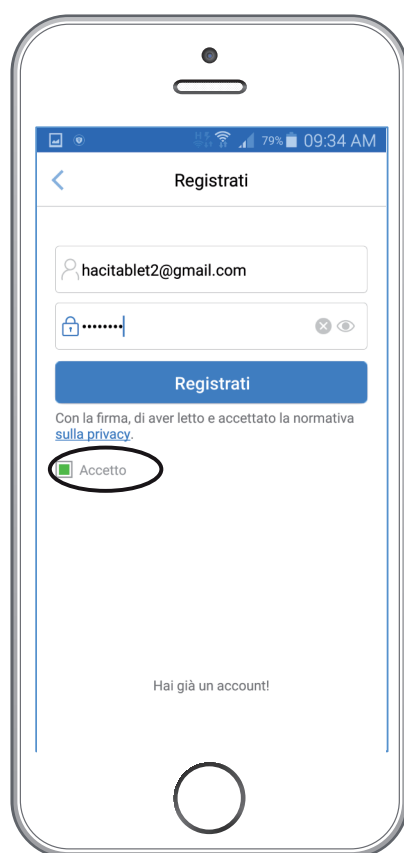 79% 09:34 AM
Registrati
hacitablet2@gmail.com
••••••••
Registrati
Con la firma, di aver letto e accettato la normativa
sulla privacy.
Accetto
Hai già un account!